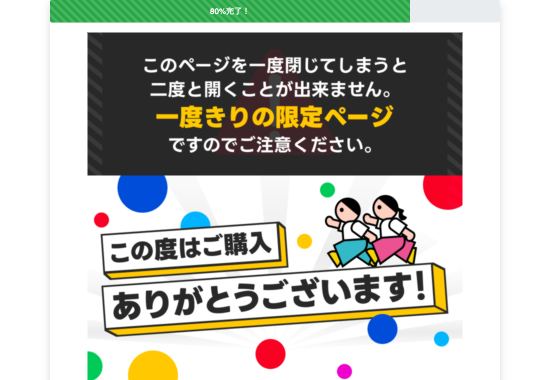 80%完了！
このページを一度閉じてしまうと
二度と開くことが出来ません。
一度きりの限定ページ
ですのでご注意ください。
この度はご購入
ありがとうございます!